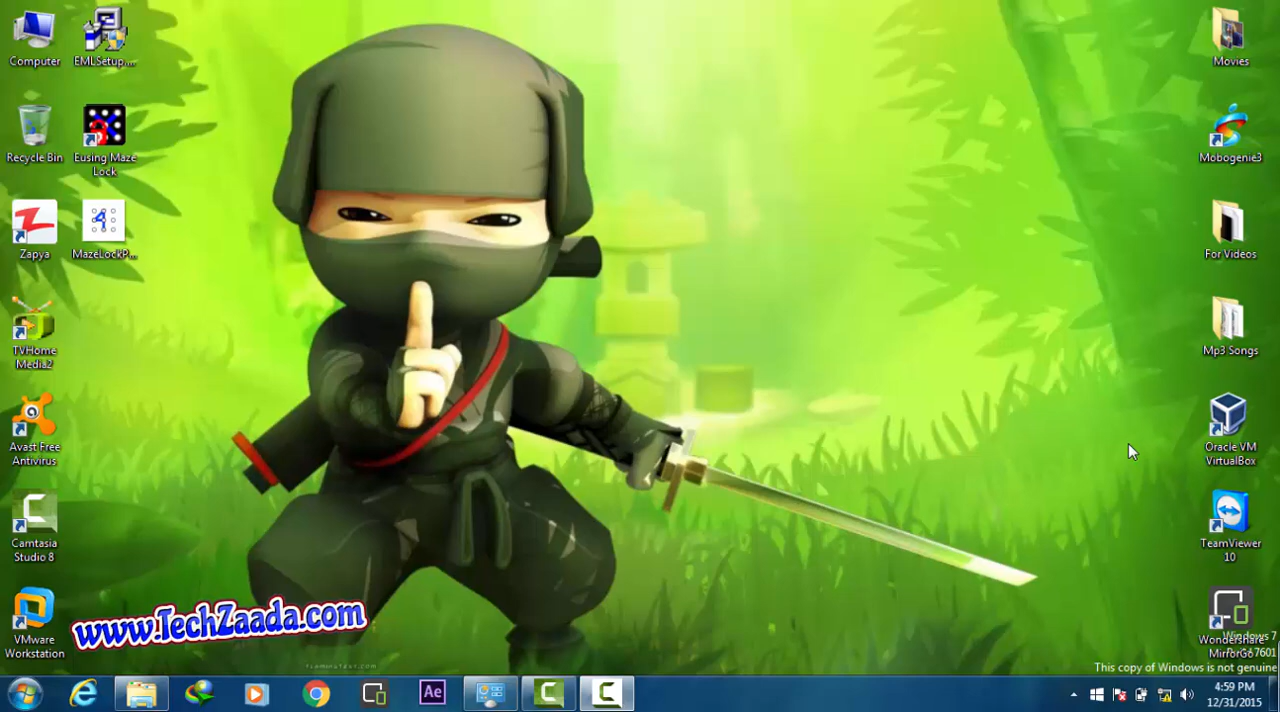 Computer
EMLSetup....
Recycle Bin
Eusing Maze
Lock
Zapya
MazeLockP...
TVHome
Media2
Avast Free
Antivirus
Camtasia
Studio 8
VMware
Workstation
www.TechZaada.com
Movies
Mobogenie3
For Videos
Mp3 Songs
Oracle VM
VirtualBox
TeamViewer
10
Wondershare
Windows 7
7601
This copy of Windows is not genuine
Ae
4:59 PM
12/31/2015